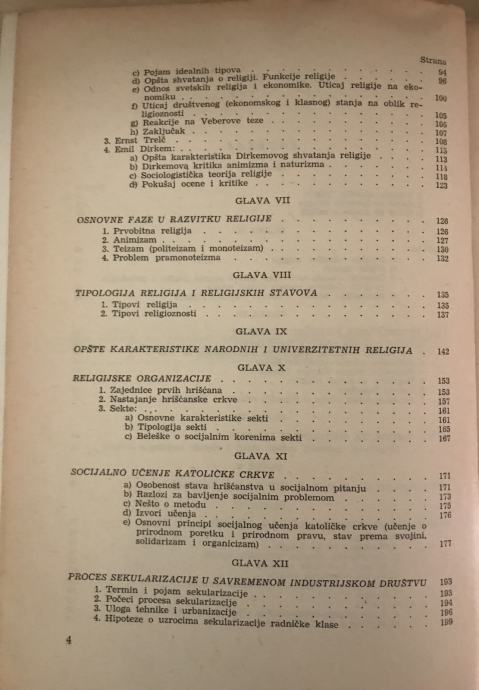 Strana
c) Pojam idealnih tipova . . . . . . . . . 94
d) Opšta shvatanja o religiji. Funkcije religije . . . . 96
e) Odnos svetskih religija i ekonomike. Uticaj religije na eko-
nomiku . . . . . . . . . . . . . 100
f) Uticaj društvenog (ekonomskog i klasnog) stanja na oblik re-
ligioznosti . . . . . . . . . . . . 105
g) Reakcije na Veberove teze . . . . . . . . 106
h) Zaključak . . . . . . . . . . . . 107
3. Ernst Trelč . . . . . . . . . . . . . 108
4. Emil Dirkem: . . . . . . . . . . . . 113
a) Opšta karakteristika Dirkemovog shvatanja religije . . . 113
b) Dirkemova kritika animizma i naturizma . . . . . 114
c) Sociologistička teorija religije . . . . . . . 118
d) Pokušaj ocene i kritike . . . . . . . . . 123
GLAVA VII
OSNOVNE FAZE U RAZVITKU RELIGIJE . . . . . . . 126
1. Prvobitna religija . . . . . . . . . . . 126
2. Animizam . . . . . . . . . . . . . 127
3. Teizam (politeizam i monoteizam) . . . . . . . 130
4. Problem pramonoteizma . . . . . . . . . 132
GLAVA VIII
TIPOLOGIJA RELIGIJA I RELIGIJSKIH STAVOVA . . . . . 135
1. Tipovi religija . . . . . . . . . . . . 135
2. Tipovi religioznosti . . . . . . . . . . . 137
GLAVA IX
OPŠTE KARAKTERISTIKE NARODNIH I UNIVERZITETNIH RELIGIJA . 142
GLAVA X
RELIGIJSKE ORGANIZACIJE . . . . . . . . . . 153
1. Zajednice prvih hrišćana . . . . . . . . . 153
2. Nastajanje hrišćanske crkve . . . . . . . . . 157
3. Sekte: . . . . . . . . . . . . . . 161
a) Osnovne karakteristike sekti . . . . . . . . 161
b) Tipologija sekti . . . . . . . . . . . 165
c) Beleške o socijalnim korenima sekti . . . . . . 167
GLAVA XI
SOCIJALNO UČENJE KATOLIČKE CRKVE . . . . . . . 171
a) Osobenost stava hrišćanstva u socijalnom pitanju . . . 171
b) Razlozi za bavljenje socijalnim problemom . . . . . 173
c) Nešto o metodu . . . . . . . . . . . 175
d) Izvori učenja . . . . . . . . . . . . 176
e) Osnovni principi socijalnog učenja katoličke crkve (učenje o
prirodnom poretku i prirodnom pravu, stav prema svojini,
solidarizam i organicizam) . . . . . . . . . 177
GLAVA XII
PROCES SEKULARIZACIJE U SAVREMENOM INDUSTRIJSKOM DRUŠTVU 193
1. Termin i pojam sekularizacije . . . . . . . . 193
2. Počeci procesa sekularizacije . . . . . . . . 194
3. Uloga tehnike i urbanizacije . . . . . . . . 196
4. Hipoteze o uzrocima sekularizacije radničke klase . . . . 199
4